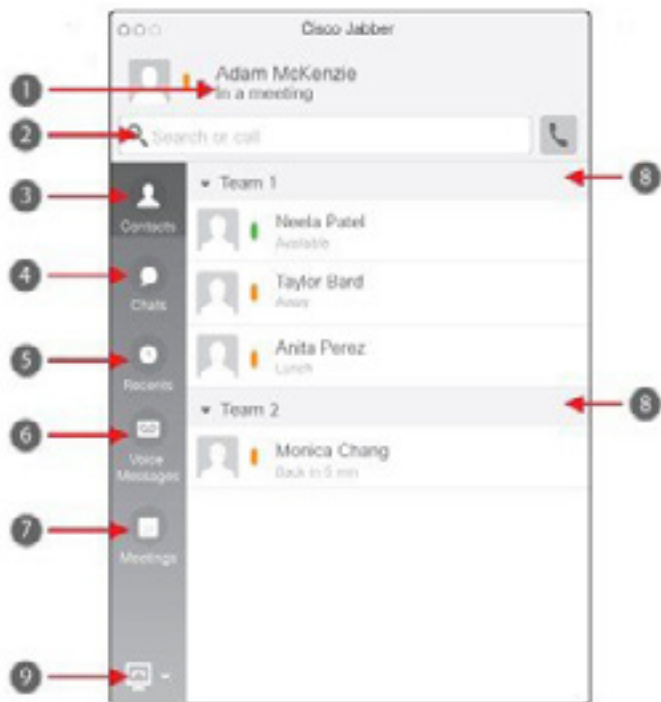 Cisco Jabber
Adam McKenzie
1
In a meeting
2
Search or call
3
Contacts
Team 1
8
Neela Patel
Available
4
Chats
Taylor Bard
Away
5
Recents
Anita Perez
Lunch
6
Voice
Messages
Team 2
8
Monica Chang
Back in 5 min
7
Meetings
9